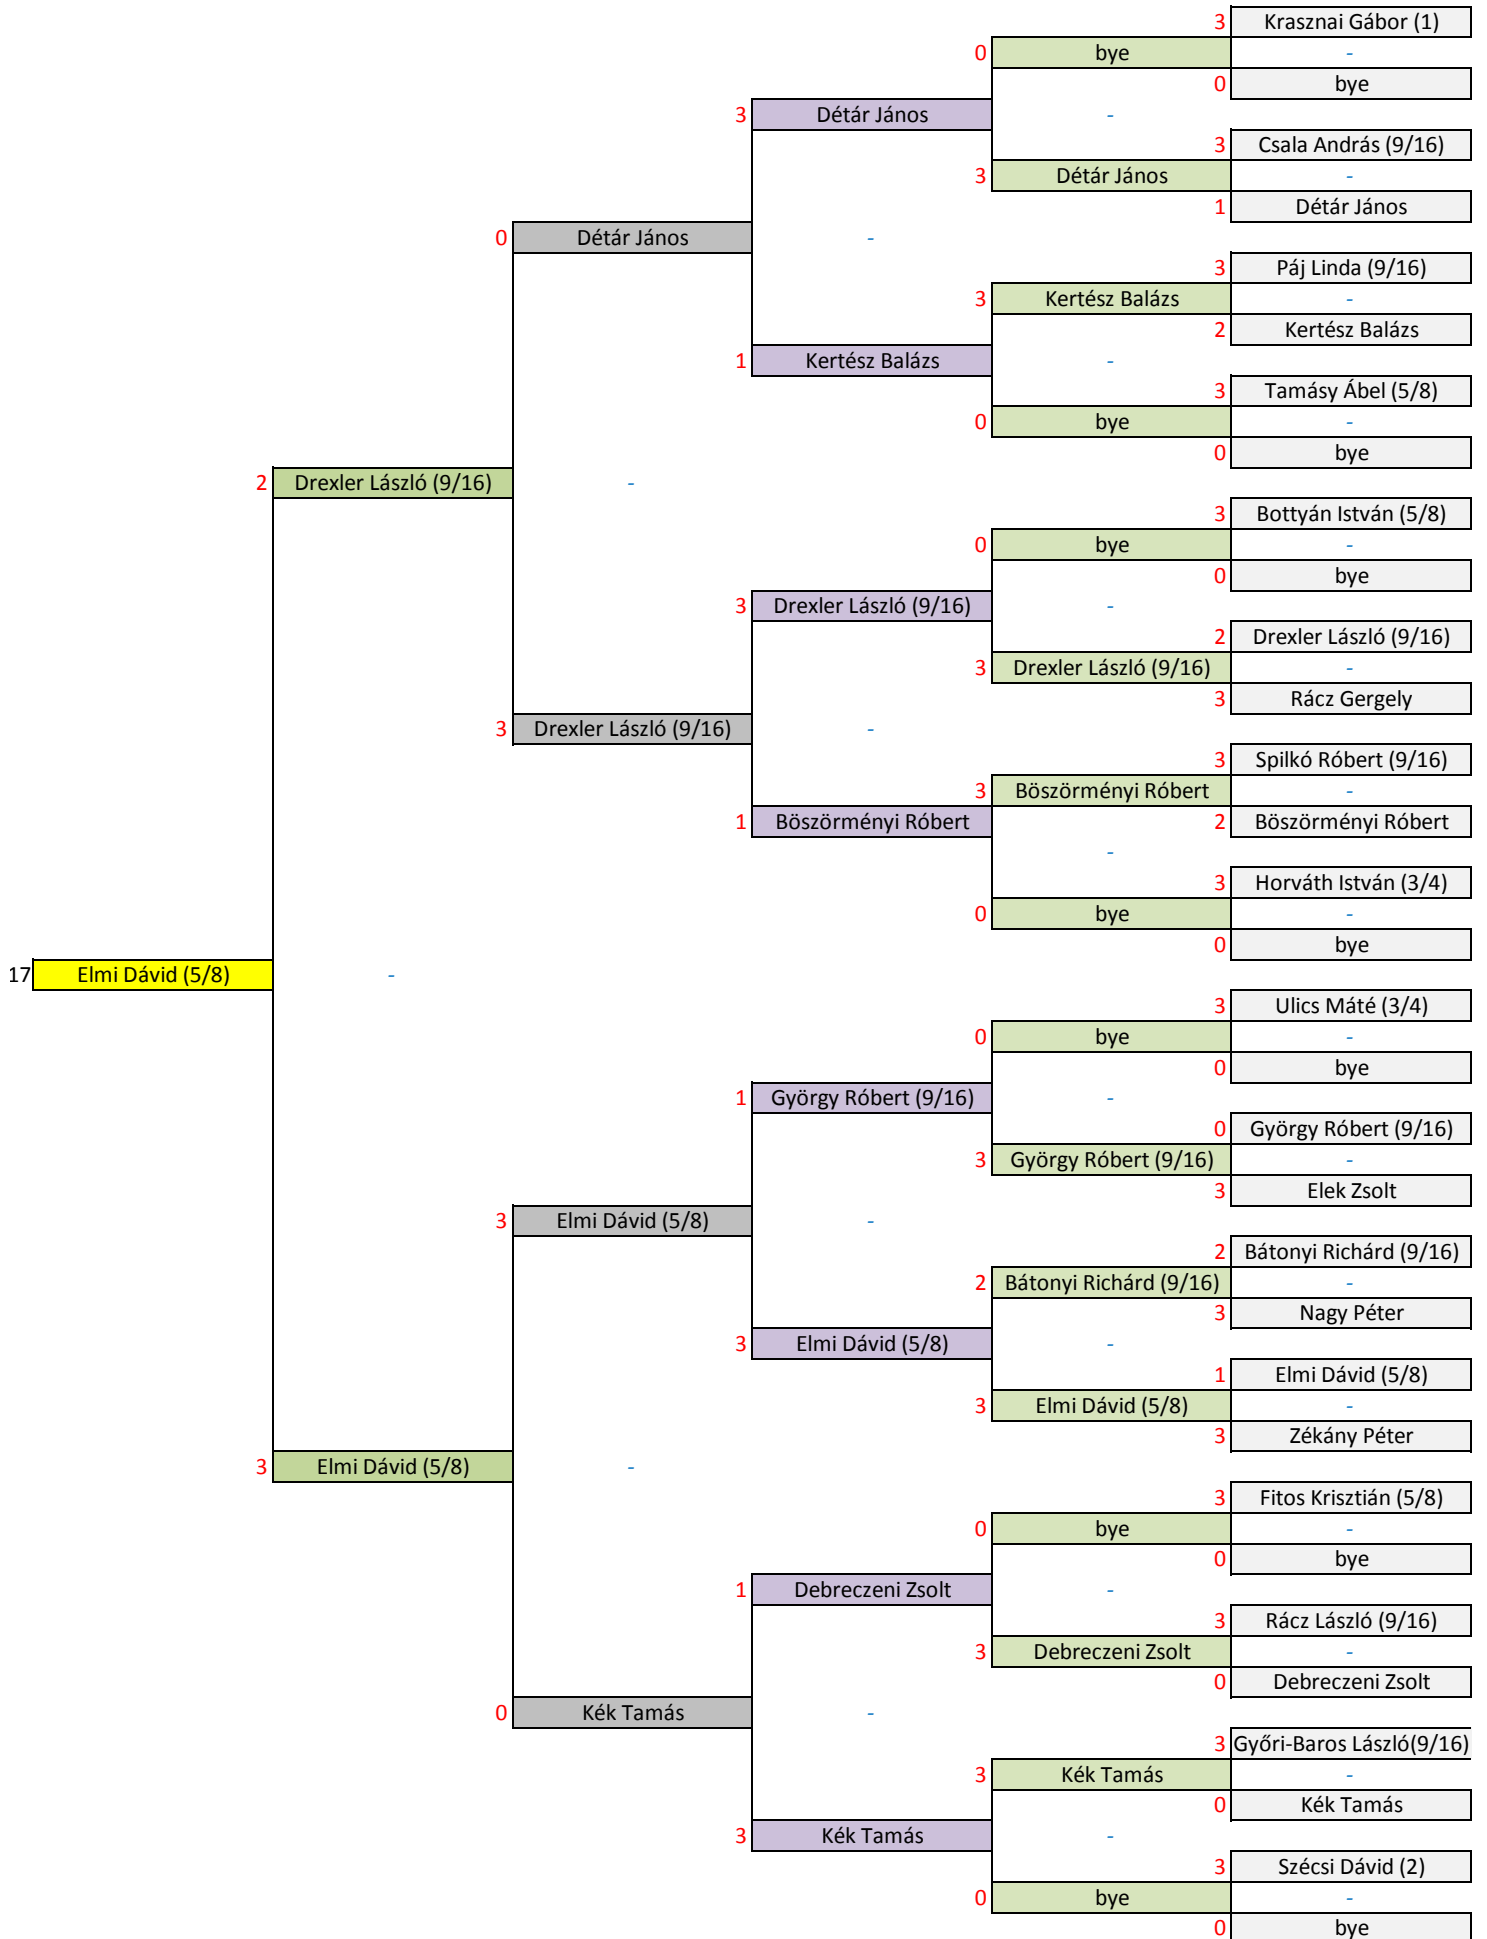 3 Krasznai Gábor (1)
0 bye -
0 bye
3 Détár János -
3 Csala András (9/16)
3 Détár János -
1 Détár János
0 Détár János -
3 Páj Linda (9/16)
3 Kertész Balázs -
2 Kertész Balázs
1 Kertész Balázs -
3 Tamásy Ábel (5/8)
0 bye -
0 bye
2 Drexler László (9/16) -
3 Bottyán István (5/8)
0 bye -
0 bye
3 Drexler László (9/16) -
2 Drexler László (9/16)
3 Drexler László (9/16) -
3 Rácz Gergely
3 Drexler László (9/16) -
3 Spilkó Róbert (9/16)
3 Böszörményi Róbert -
1 Böszörményi Róbert 2 Böszörményi Róbert
-
3 Horváth István (3/4)
0 bye -
0 bye
17 Elmi Dávid (5/8) -
3 Ulics Máté (3/4)
0 bye -
0 bye
1 György Róbert (9/16) -
0 György Róbert (9/16)
3 György Róbert (9/16) -
3 Elek Zsolt
3 Elmi Dávid (5/8) -
2 Bátonyi Richárd (9/16)
2 Bátonyi Richárd (9/16) -
3 Nagy Péter
3 Elmi Dávid (5/8) -
1 Elmi Dávid (5/8)
3 Elmi Dávid (5/8) -
3 Zékány Péter
3 Elmi Dávid (5/8) -
3 Fitos Krisztián (5/8)
0 bye -
0 bye
1 Debreczeni Zsolt -
3 Rácz László (9/16)
3 Debreczeni Zsolt -
0 Debreczeni Zsolt
0 Kék Tamás -
3 Győri-Baros László(9/16)
3 Kék Tamás -
0 Kék Tamás
3 Kék Tamás -
3 Szécsi Dávid (2)
0 bye -
0 bye